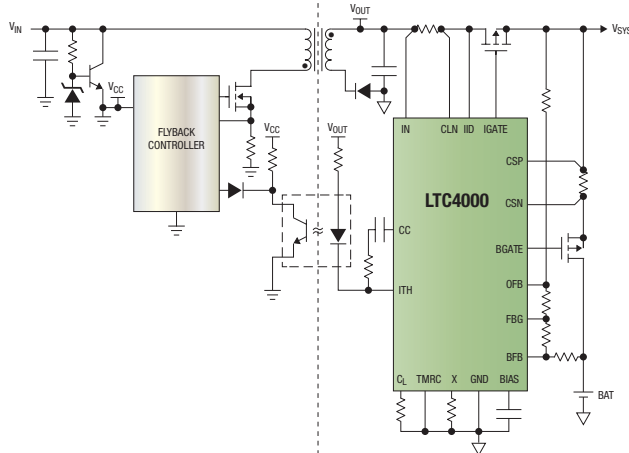 VIN
VOUT
VSYS
VCC
FLYBACK
CONTROLLER
VCC
VOUT
IN
CLN
IID
IGATE
LTC4000
CSP
CSN
CC
BGATE
ITH
OFB
FBG
BFB
CL
TMRC
X
GND
BIAS
BAT